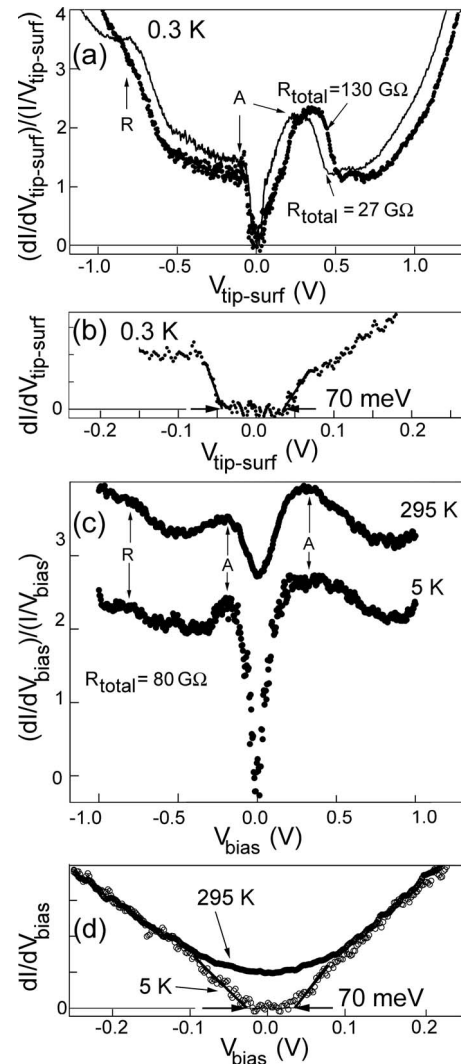 (dI/dV_tip-surf)/(I/V_tip-surf)
4
3
2
1
0
(a)
0.3 K
R
A
R_total=130 GΩ
R_total = 27 GΩ
-1.0 -0.5 0.0 0.5 1.0
V_tip-surf (V)
dI/dV_tip-surf
0
(b)
0.3 K
70 meV
-0.2 -0.1 0.0 0.1 0.2
V_tip-surf (V)
(dI/dV_bias)/(I/V_bias)
3
2
1
0
(c)
295 K
R
A
A
5 K
R_total = 80 GΩ
-1.0 -0.5 0.0 0.5 1.0
V_bias (V)
dI/dV_bias
0
(d)
295 K
5 K
70 meV
-0.2 -0.1 0.0 0.1 0.2
V_bias (V)